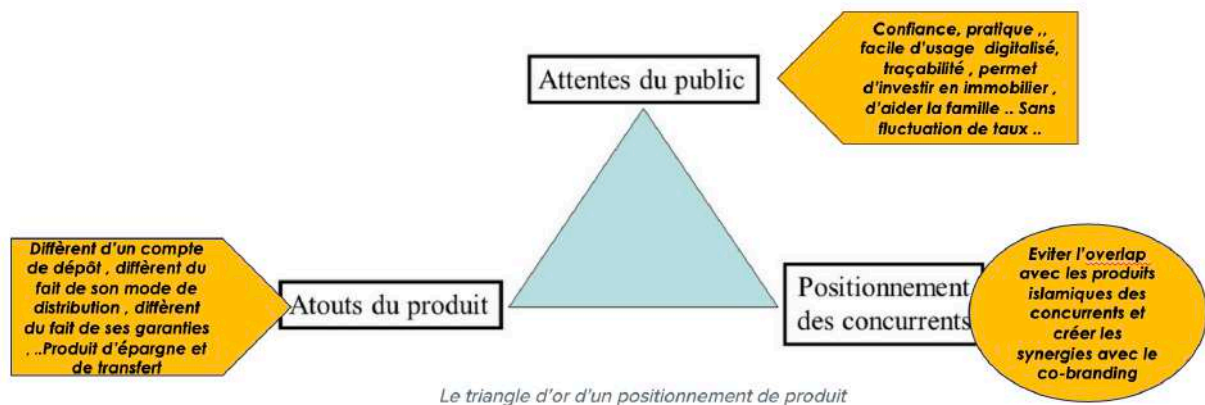 Confiance, pratique ,,
facile d'usage digitalisé,
traçabilité , permet
d'investir en immobilier ,
d'aider la famille .. Sans
fluctuation de taux ..
Attentes du public
Diffèrent d'un compte
de dépôt , diffèrent du
fait de son mode de
distribution , diffèrent
du fait de ses garanties
, ..Produit d'épargne et
de transfert
Atouts du produit
Positionnement
des concurrents
Eviter l'overlap
avec les produits
islamiques des
concurrents et
créer les
synergies avec le
co-branding
Le triangle d'or d'un positionnement de produit